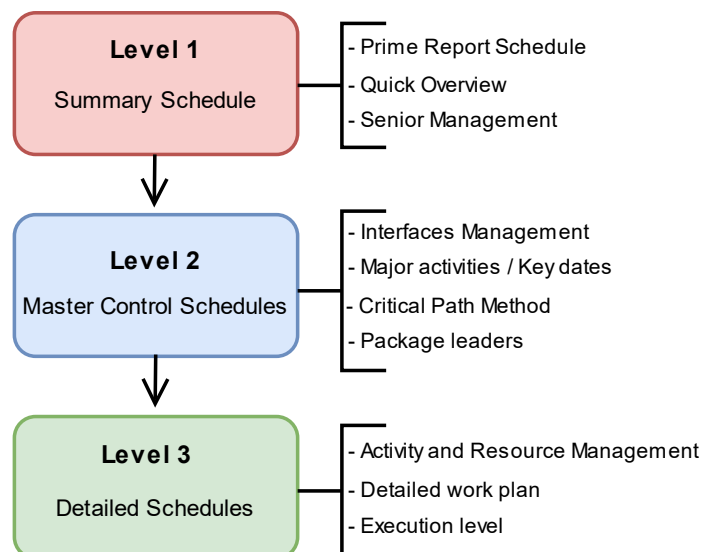 Level 1
Summary Schedule
- Prime Report Schedule
- Quick Overview
- Senior Management
Level 2
Master Control Schedules
- Interfaces Management
- Major activities / Key dates
- Critical Path Method
- Package leaders
Level 3
Detailed Schedules
- Activity and Resource Management
- Detailed work plan
- Execution level